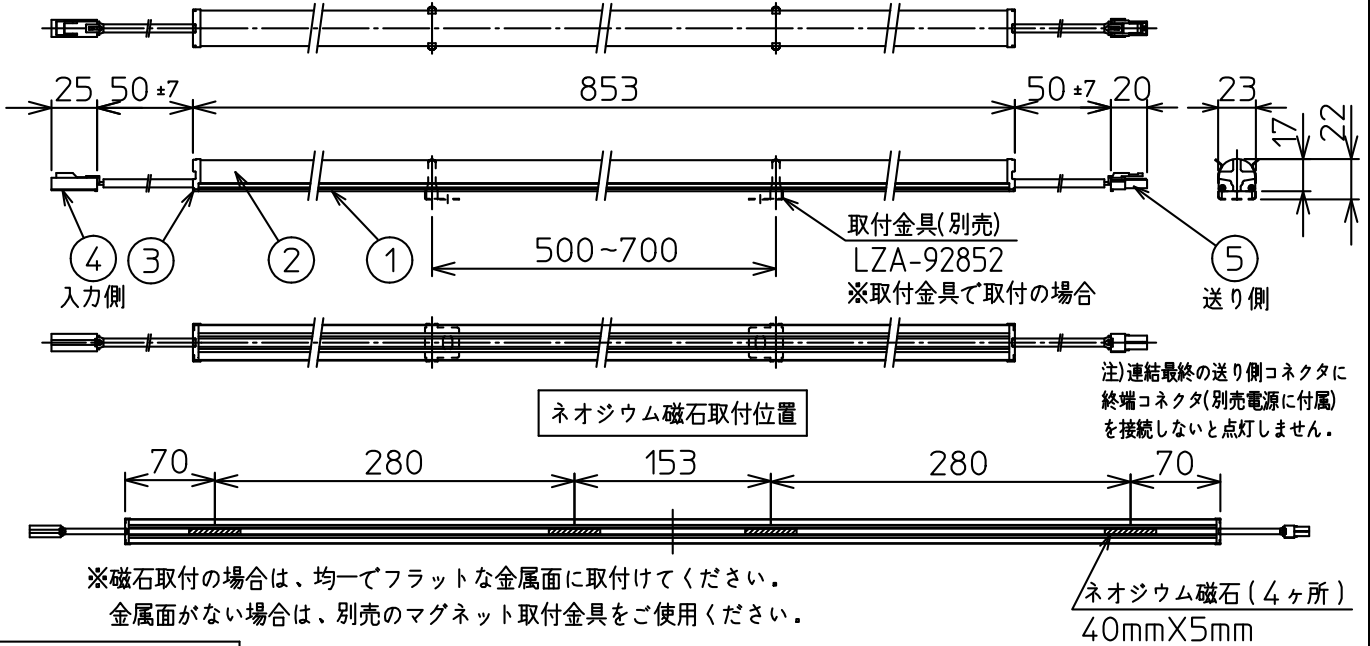 25 50 ±7 853 50 ±7 20 23
17
22
取付金具(別売)
LZA-92852
※取付金具で取付の場合
500~700
④ ③ ② ① ⑤
入力側
送り側
注)連結最終の送り側コネクタに
終端コネクタ(別売電源に付属)
を接続しないと点灯しません.
ネオジウム磁石取付位置
70 280 153 280 70
※磁石取付の場合は、均一でフラットな金属面に取付けてください.
金属面がない場合は、別売のマグネット取付金具をご使用ください.
ネオジウム磁石(4ヶ所)
40mmX5mm